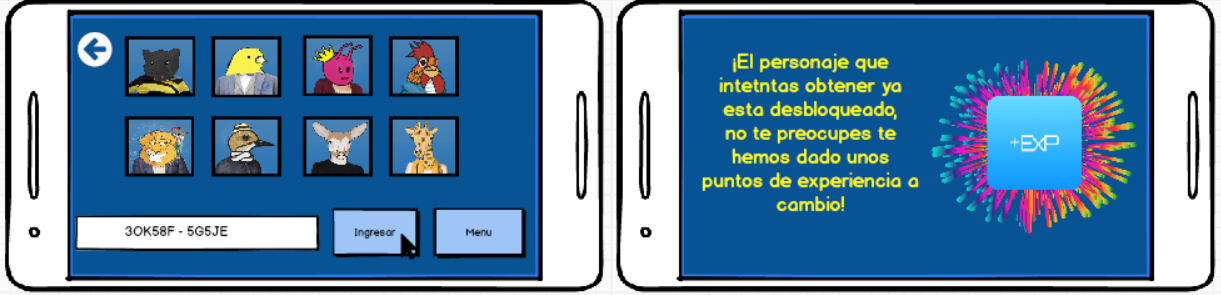 3OK58F - 5G5JE
Ingresar
Menu
¡El personaje que
intetntas obtener ya
esta desbloqueado,
no te preocupes te
hemos dado unos
puntos de experiencia a
cambio!
+EXP